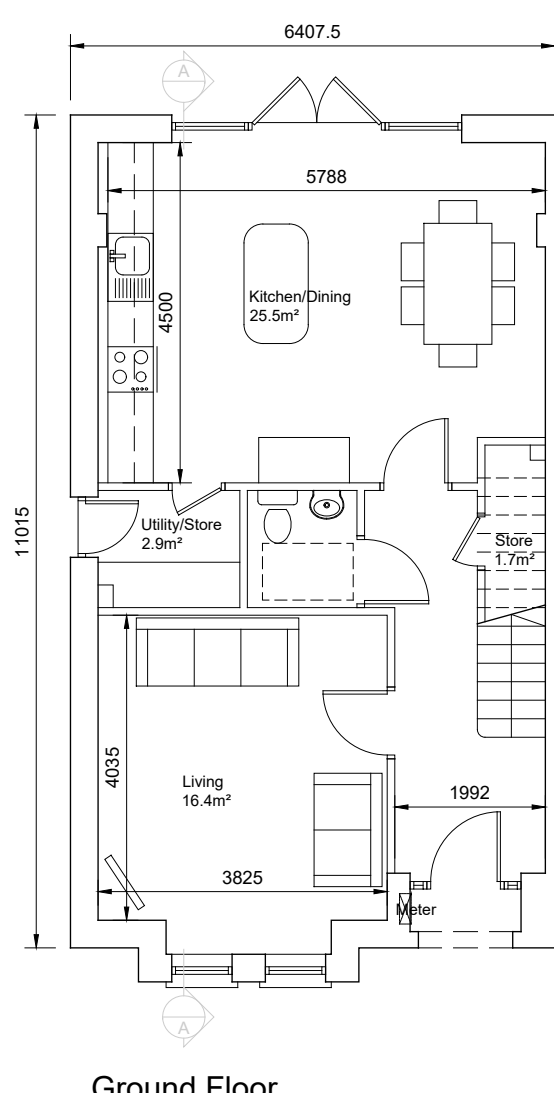 6407.5
A
5788
Kitchen/Dining
25.5m²
4500
11015
Utility/Store
2.9m²
Store
1.7m²
4035
Living
16.4m²
1992
3825
Meter
A
Ground Floor